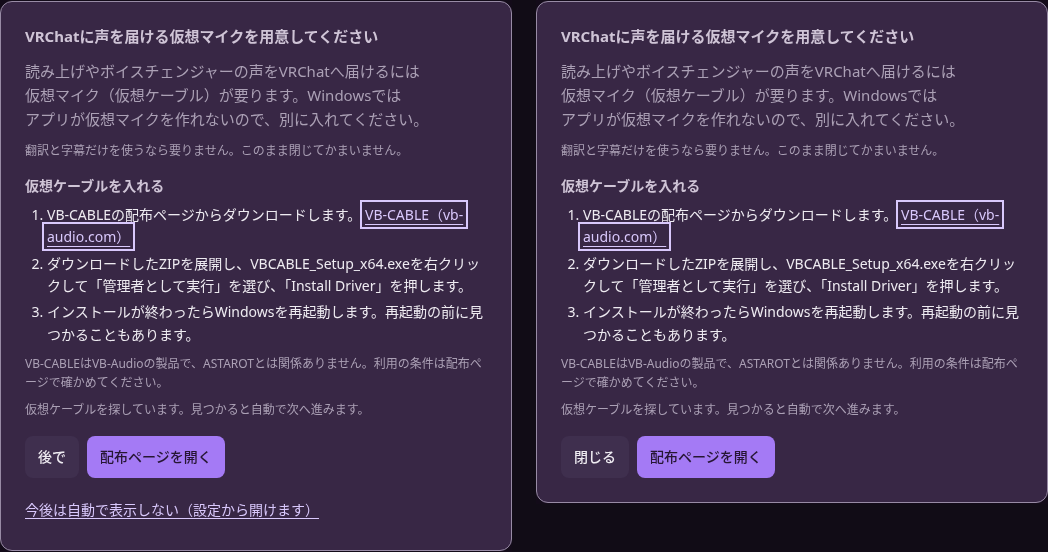 VRChatに声を届ける仮想マイクを用意してください
読み上げやボイスチェンジャーの声をVRChatへ届けるには
仮想マイク（仮想ケーブル）が要ります。Windowsでは
アプリが仮想マイクを作れないので、別に入れてください。
翻訳と字幕だけを使うなら要りません。このまま閉じてかまいません。
仮想ケーブルを入れる
1. VB-CABLEの配布ページからダウンロードします。VB-CABLE（vb-
audio.com）
2. ダウンロードしたZIPを展開し、VBCABLE_Setup_x64.exeを右クリッ
クして「管理者として実行」を選び、「Install Driver」を押します。
3. インストールが終わったらWindowsを再起動します。再起動の前に見
つかることもあります。
VB-CABLEはVB-Audioの製品で、ASTAROTとは関係ありません。利用の条件は配布ペ
ージで確かめてください。
仮想ケーブルを探しています。見つかると自動で次へ進みます。
後で 配布ページを開く
今後は自動で表示しない（設定から開けます）
VRChatに声を届ける仮想マイクを用意してください
読み上げやボイスチェンジャーの声をVRChatへ届けるには
仮想マイク（仮想ケーブル）が要ります。Windowsでは
アプリが仮想マイクを作れないので、別に入れてください。
翻訳と字幕だけを使うなら要りません。このまま閉じてかまいません。
仮想ケーブルを入れる
1. VB-CABLEの配布ページからダウンロードします。VB-CABLE（vb-
audio.com）
2. ダウンロードしたZIPを展開し、VBCABLE_Setup_x64.exeを右クリッ
クして「管理者として実行」を選び、「Install Driver」を押します。
3. インストールが終わったらWindowsを再起動します。再起動の前に見
つかることもあります。
VB-CABLEはVB-Audioの製品で、ASTAROTとは関係ありません。利用の条件は配布ペ
ージで確かめてください。
仮想ケーブルを探しています。見つかると自動で次へ進みます。
閉じる 配布ページを開く